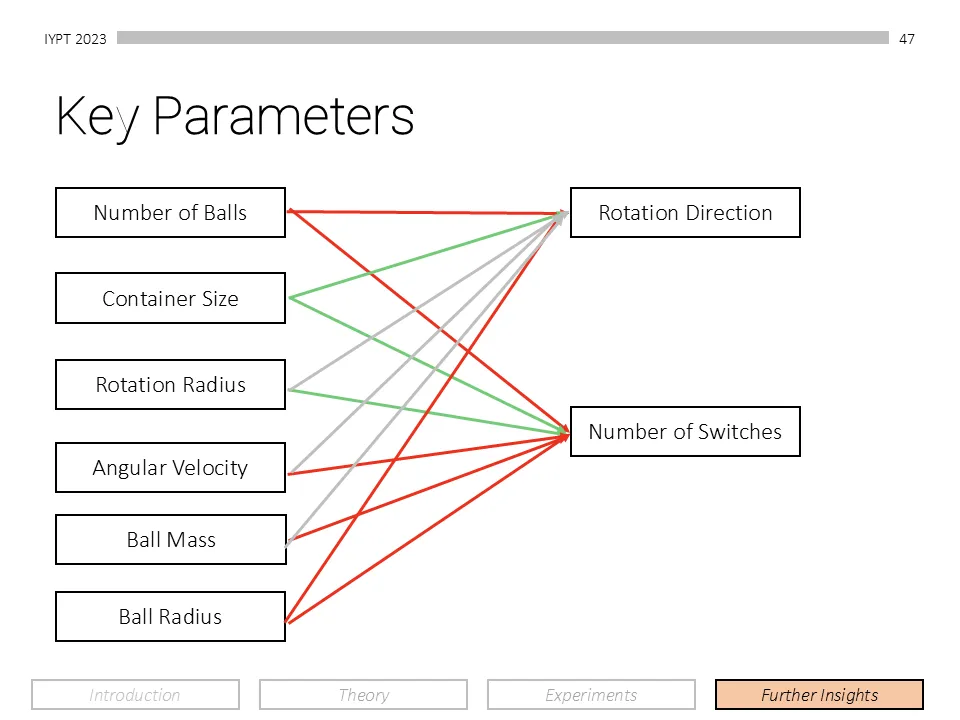 IYPT 2023
47
Key Parameters
Number of Balls
Rotation Direction
Container Size
Rotation Radius
Number of Switches
Angular Velocity
Ball Mass
Ball Radius
Introduction
Theory
Experiments
Further Insights